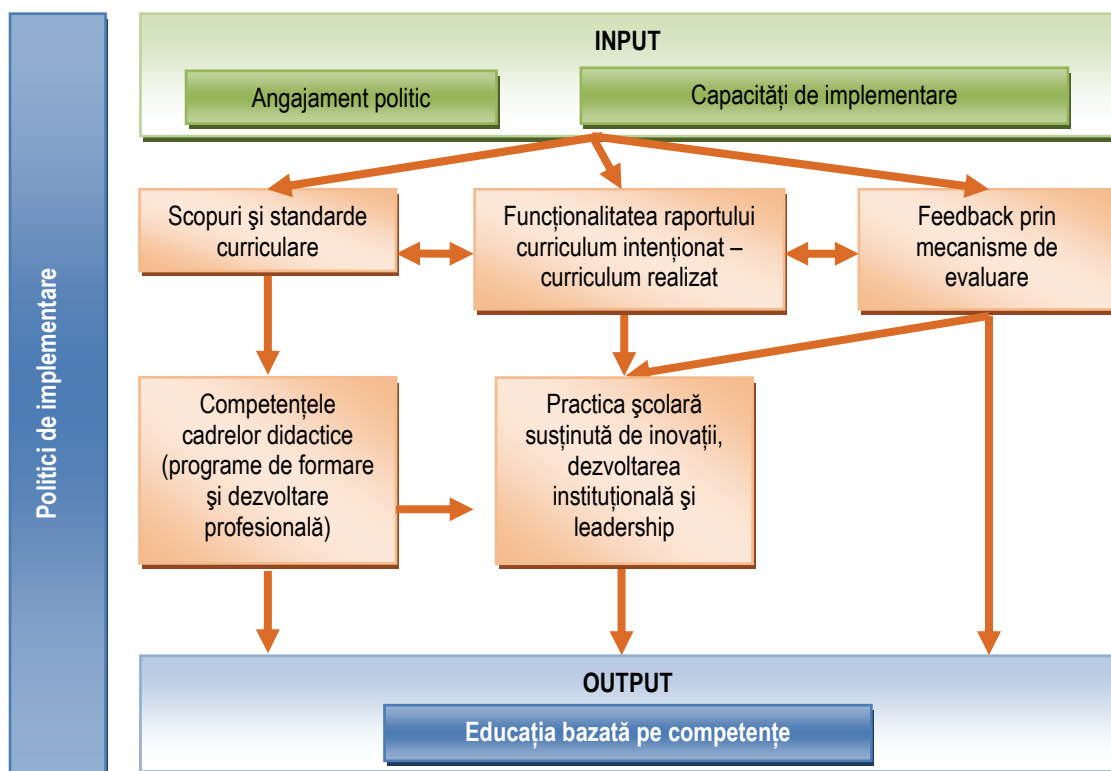 Politici de implementare
INPUT
Angajament politic
Capacități de implementare
Scopuri şi standarde
curriculare
Funcționalitatea raportului
curriculum intenționat –
curriculum realizat
Feedback prin
mecanisme de
evaluare
Competențele
cadrelor didactice
(programe de formare
şi dezvoltare
profesională)
Practica şcolară
susținută de inovații,
dezvoltarea
instituțională şi
leadership
OUTPUT
Educația bazată pe competențe